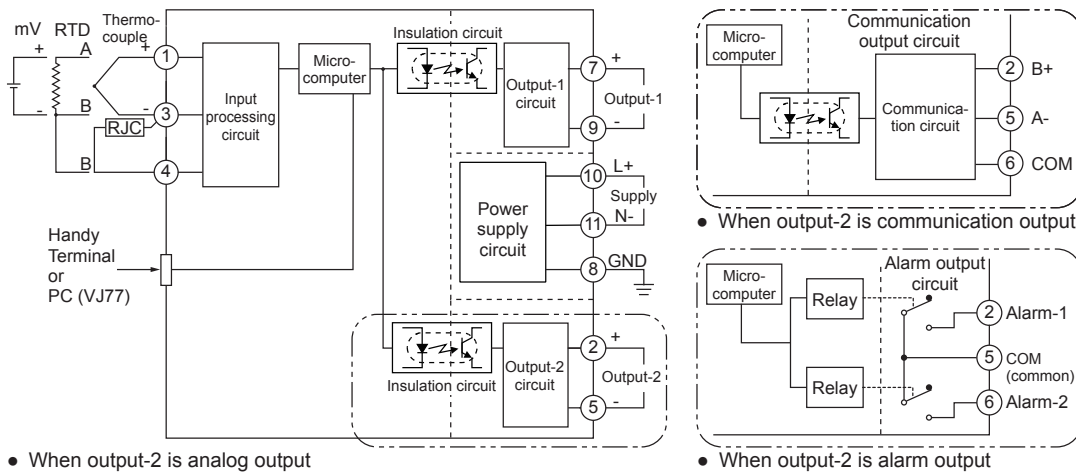 mV
RTD
Thermo-
couple
+
A
+
1
-
B
-
3
RJC
B
4
Input
processing
circuit
Micro-
computer
Insulation circuit
Output-1
circuit
7
+
Output-1
9
-
10
L+
Supply
11
N-
Power
supply
circuit
8
GND
Handy
Terminal
or
PC (VJ77)
Insulation circuit
Output-2
circuit
2
+
Output-2
5
-
● When output-2 is analog output
Communication
output circuit
Micro-
computer
Communica-
tion circuit
2
B+
5
A-
6
COM
● When output-2 is communication output
Alarm output
circuit
Micro-
computer
Relay
Relay
2
Alarm-1
5
COM
(common)
6
Alarm-2
● When output-2 is alarm output